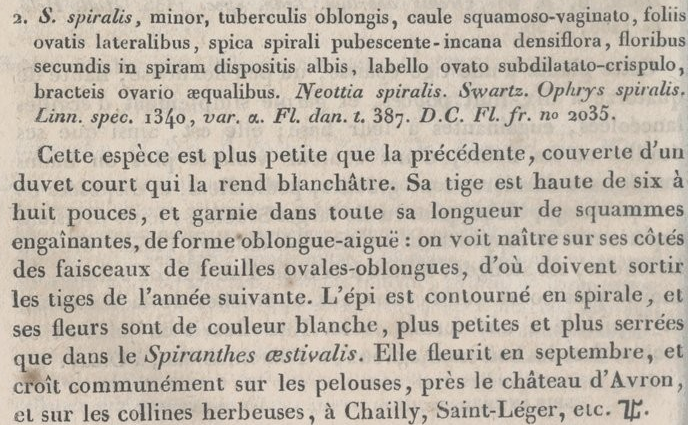 2. S. spiralis, minor, tuberculis oblongis, caule squamoso-vaginato, foliis
ovatis lateralibus, spica spirali pubescente-incana densiflora, floribus
secundis in spiram dispositis albis, labello ovato subdilatato-crispulo,
bracteis ovario æqualibus. Neottia spiralis. Swartz. Ophrys spiralis.
Linn. spec. 1340, var. α. Fl. dan. t. 387. D.C. Fl. fr. no 2035.
Cette espèce est plus petite que la précédente, couverte d'un
duvet court qui la rend blanchâtre. Sa tige est haute de six à
huit pouces, et garnie dans toute sa longueur de squammes
engaînantes, de forme oblongue-aiguë : on voit naître sur ses côtés
des faisceaux de feuilles ovales-oblongues, d'où doivent sortir
les tiges de l'année suivante. L'épi est contourné en spirale, et
ses fleurs sont de couleur blanche, plus petites et plus serrées
que dans le Spiranthes æstivalis. Elle fleurit en septembre, et
croît communément sur les pelouses, près le château d'Avron,
et sur les collines herbeuses, à Chailly, Saint-Léger, etc. ♃.